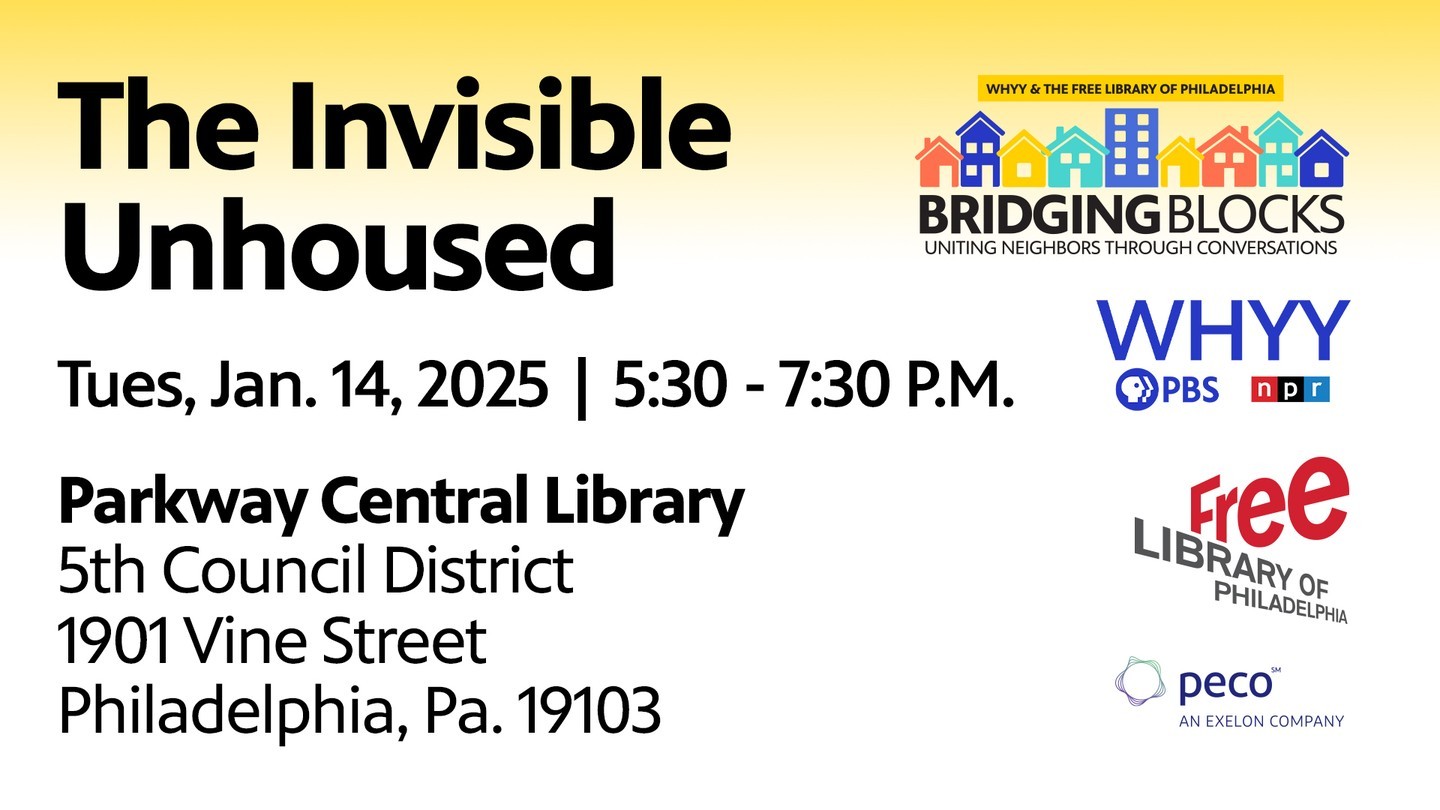 The Invisible
Unhoused
Tues, Jan. 14, 2025 | 5:30 - 7:30 P.M.
Parkway Central Library
5th Council District
1901 Vine Street
Philadelphia, Pa. 19103
WHYY & THE FREE LIBRARY OF PHILADELPHIA
BRIDGING BLOCKS
UNITING NEIGHBORS THROUGH CONVERSATIONS
WHYY
PBS npr
Free
LIBRARY OF
PHILADELPHIA
peco℠
AN EXELON COMPANY